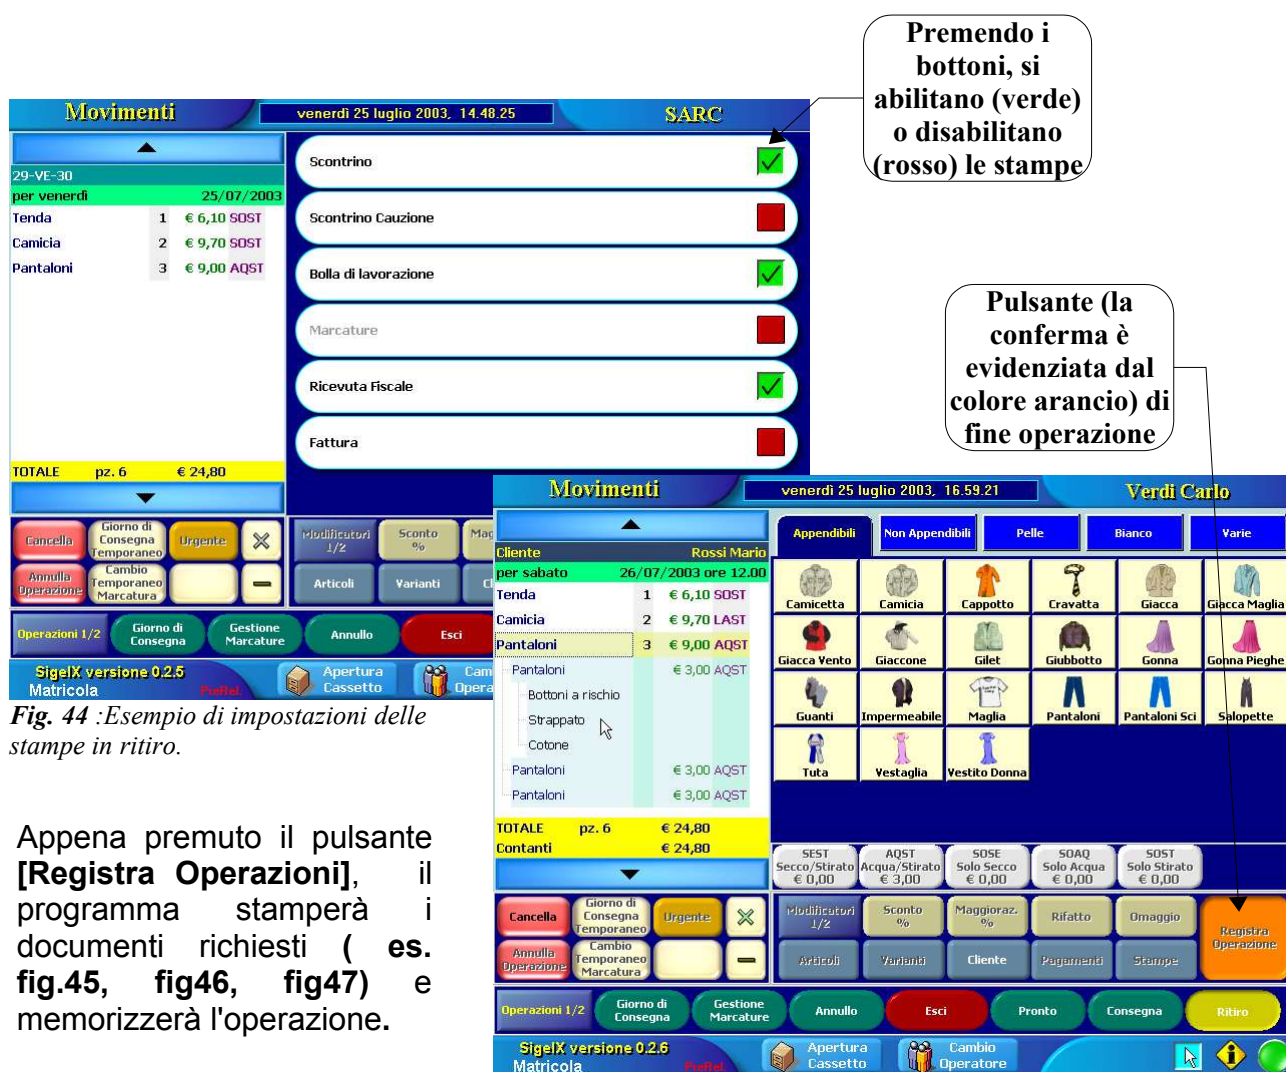 Premendo i
bottoni, si
abilitano (verde)
o disabilitano
(rosso) le stampe
Movimenti
venerdì 25 luglio 2003, 14.48.25
SARC
29-VE-30
per venerdì 25/07/2003
Tenda 1 € 6,10 SOST
Camicia 2 € 9,70 SOST
Pantaloni 3 € 9,00 AQST
TOTALE pz. 6 € 24,80
Scontrino
Scontrino Cauzione
Bolla di lavorazione
Marcature
Ricevuta Fiscale
Fattura
Cancella
Giorno di
Consegna
Temporaneo
Urgente
Annulla
Operazione
Cambio
Temporaneo
Marcatura
Modificatori
1/2
Sconto
%
Mag
Articoli
Varianti
Cl
Operazioni 1/2
Giorno di
Consegna
Gestione
Marcature
Annullo
Esci
SigelX versione 0.2.5
Matricola
Apertura
Cassetto
Cam
Opera
Pulsante (la
conferma è
evidenziata dal
colore arancio) di
fine operazione
Movimenti
venerdì 25 luglio 2003, 16.59.21
Verdi Carlo
Cliente Rossi Mario
per sabato 26/07/2003 ore 12.00
Tenda 1 € 6,10 SOST
Camicia 2 € 9,70 LAST
Pantaloni 3 € 9,00 AQST
Pantaloni € 3,00 AQST
Bottoni a rischio
Strappato
Cotone
Pantaloni € 3,00 AQST
Pantaloni € 3,00 AQST
TOTALE pz. 6 € 24,80
Contanti € 24,80
Appendibili
Non Appendibili
Pelle
Bianco
Varie
Camicetta
Camicia
Cappotto
Cravatta
Giacca
Giacca Maglia
Giacca Vento
Giaccone
Gilet
Giubbotto
Gonna
Gonna Pieghe
Guanti
Impermeabile
Maglia
Pantaloni
Pantaloni Sci
Salopette
Tuta
Vestaglia
Vestito Donna
SEST
Secco/Stirato
€ 0,00
AQST
Acqua/Stirato
€ 3,00
SOSE
Solo Secco
€ 0,00
SOAQ
Solo Acqua
€ 0,00
SOST
Solo Stirato
€ 0,00
Cancella
Giorno di
Consegna
Temporaneo
Urgente
Annulla
Operazione
Cambio
Temporaneo
Marcatura
Modificatori
1/2
Sconto
%
Maggioraz.
%
Rifatto
Omaggio
Articoli
Varianti
Cliente
Pagamenti
Stampe
Registra
Operazione
Operazioni 1/2
Giorno di
Consegna
Gestione
Marcature
Annullo
Esci
Pronto
Consegna
Ritiro
SigelX versione 0.2.6
Matricola
Apertura
Cassetto
Cambio
Operatore
Fig. 44 :Esempio di impostazioni delle
stampe in ritiro.
Appena premuto il pulsante
[Registra Operazioni], il
programma stamperà i
documenti richiesti ( es.
fig.45, fig46, fig47) e
memorizzerà l'operazione.